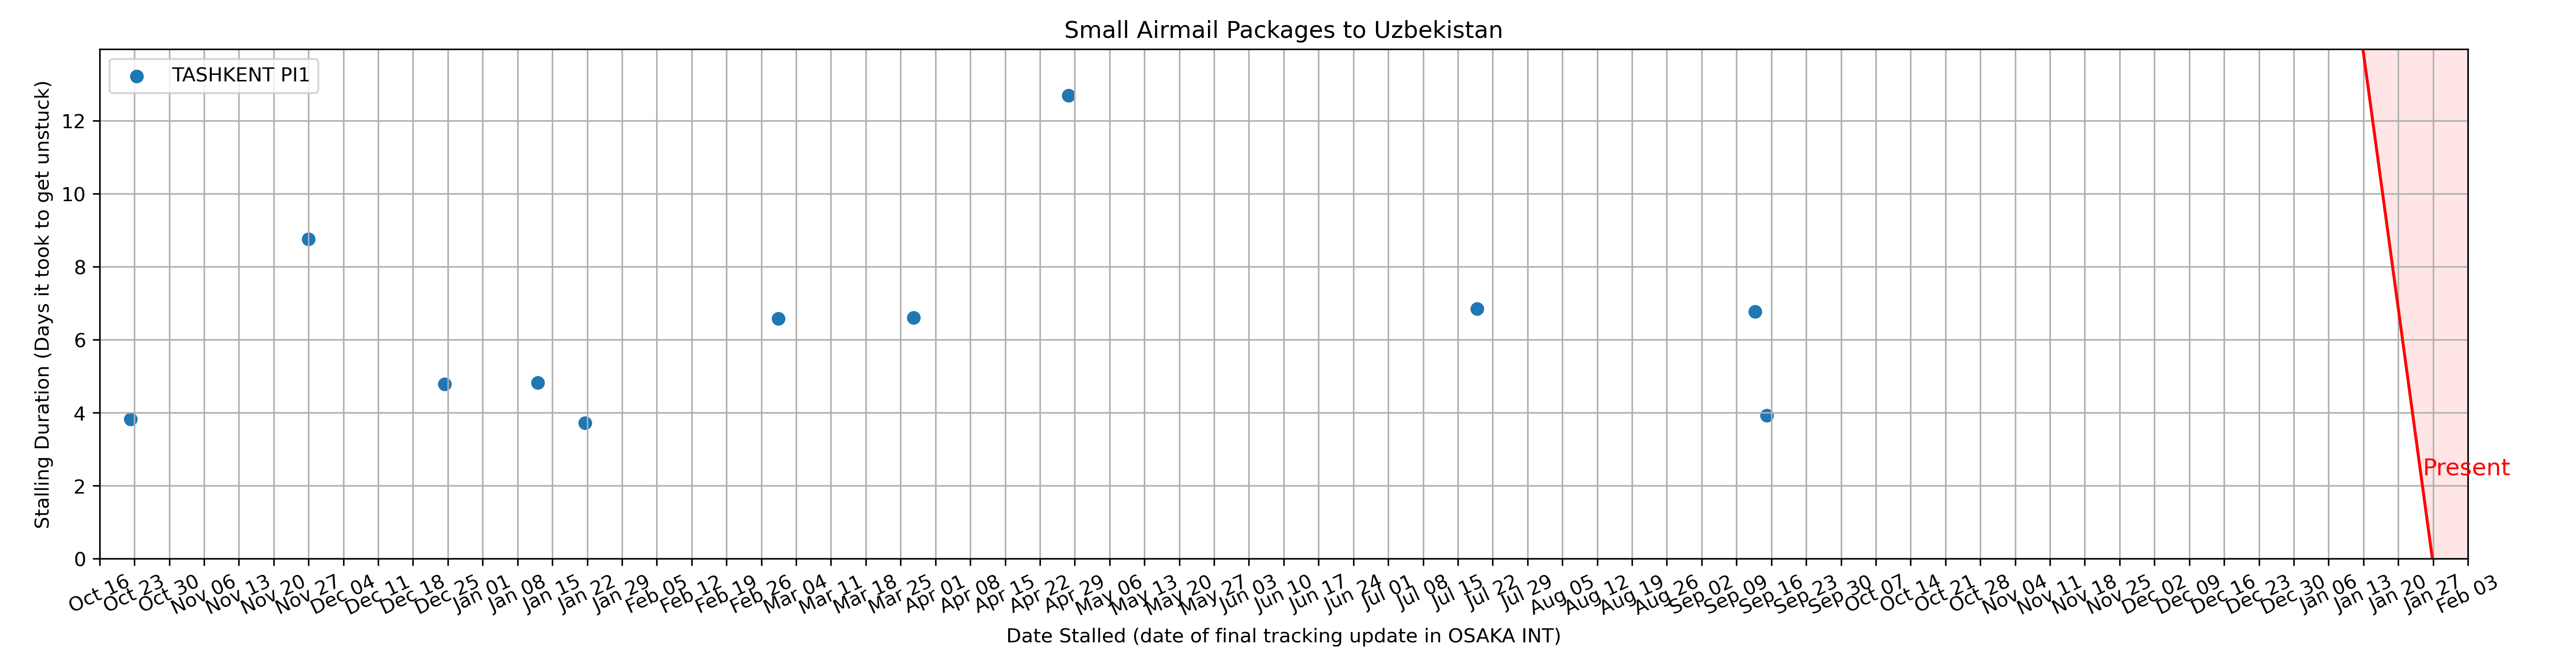 Small Airmail Packages to Uzbekistan
TASHKENT PI1
Stalling Duration (Days it took to get unstuck)
12
10
8
6
4
2
0
Present
Oct 16
Oct 23
Oct 30
Nov 06
Nov 13
Nov 20
Nov 27
Dec 04
Dec 11
Dec 18
Dec 25
Jan 01
Jan 08
Jan 15
Jan 22
Jan 29
Feb 05
Feb 12
Feb 19
Feb 26
Mar 04
Mar 11
Mar 18
Mar 25
Apr 01
Apr 08
Apr 15
Apr 22
Apr 29
May 06
May 13
May 20
May 27
Jun 03
Jun 10
Jun 17
Jun 24
Jul 01
Jul 08
Jul 15
Jul 22
Jul 29
Aug 05
Aug 12
Aug 19
Aug 26
Sep 02
Sep 09
Sep 16
Sep 23
Sep 30
Oct 07
Oct 14
Oct 21
Oct 28
Nov 04
Nov 11
Nov 18
Nov 25
Dec 02
Dec 09
Dec 16
Dec 23
Dec 30
Jan 06
Jan 13
Jan 20
Jan 27
Feb 03
Date Stalled (date of final tracking update in OSAKA INT)